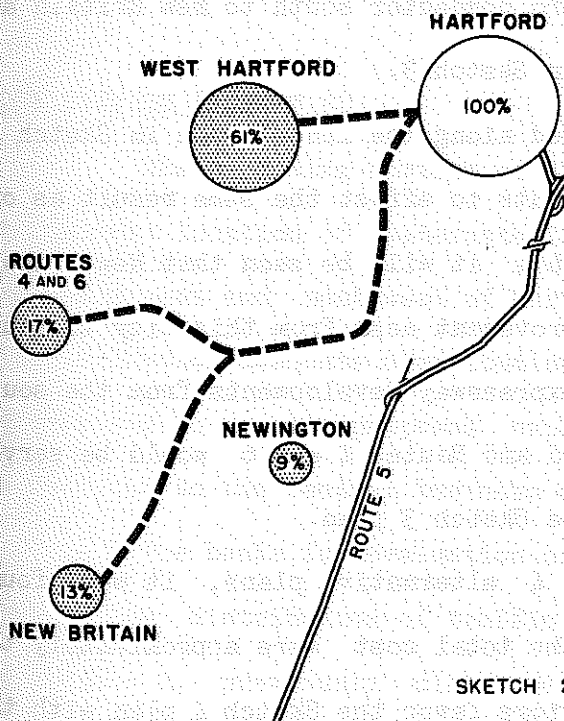 HARTFORD
100%
WEST HARTFORD
61%
ROUTES
4 AND 6
17%
NEWINGTON
9%
ROUTE 5
13%
NEW BRITAIN
SKETCH